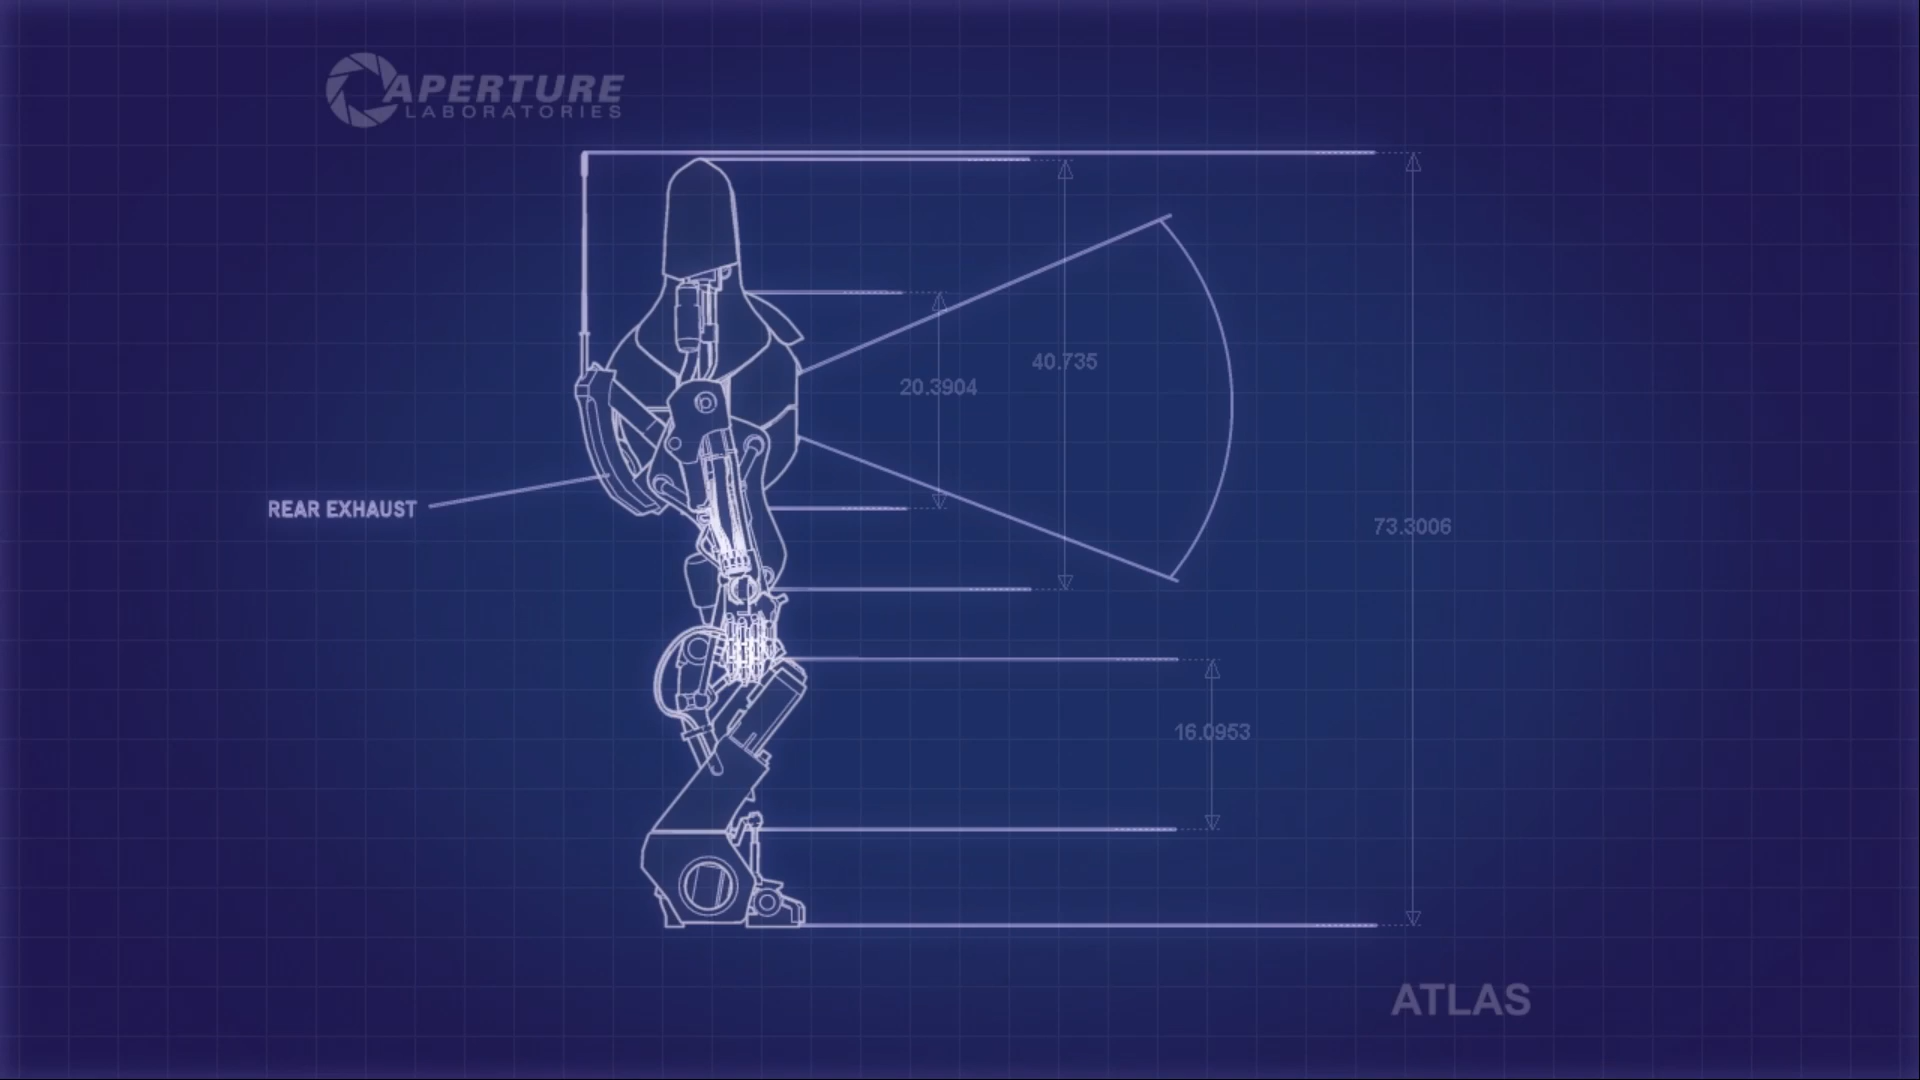 APERTURE
LABORATORIES
40.735
20.3904
REAR EXHAUST
73.3006
16.0953
ATLAS